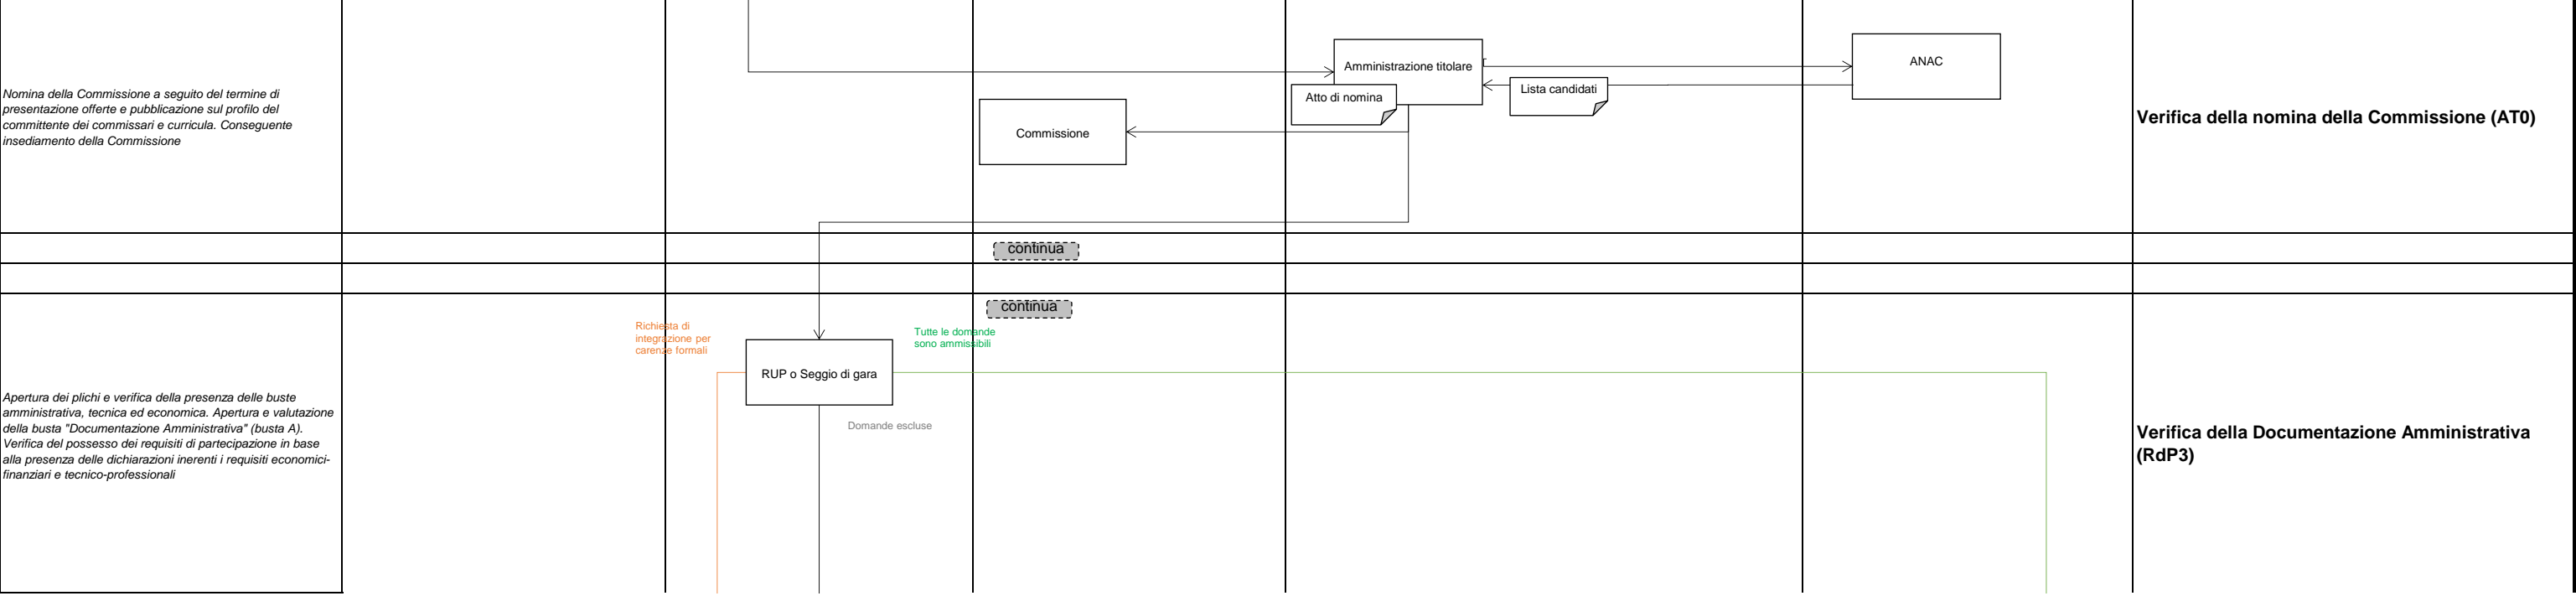 Nomina della Commissione a seguito del termine di
presentazione offerte e pubblicazione sul profilo del
committente dei commissari e curricula. Conseguente
insediamento della Commissione
Commissione
Amministrazione titolare
Atto di nomina
Lista candidati
ANAC
Verifica della nomina della Commissione (AT0)
continua
continua
Apertura dei plichi e verifica della presenza delle buste
amministrativa, tecnica ed economica. Apertura e valutazione
della busta "Documentazione Amministrativa" (busta A).
Verifica del possesso dei requisiti di partecipazione in base
alla presenza delle dichiarazioni inerenti i requisiti economici-
finanziari e tecnico-professionali
Richiesta di
integrazione per
carenze formali
RUP o Seggio di gara
Tutte le domande
sono ammissibili
Domande escluse
Verifica della Documentazione Amministrativa
(RdP3)